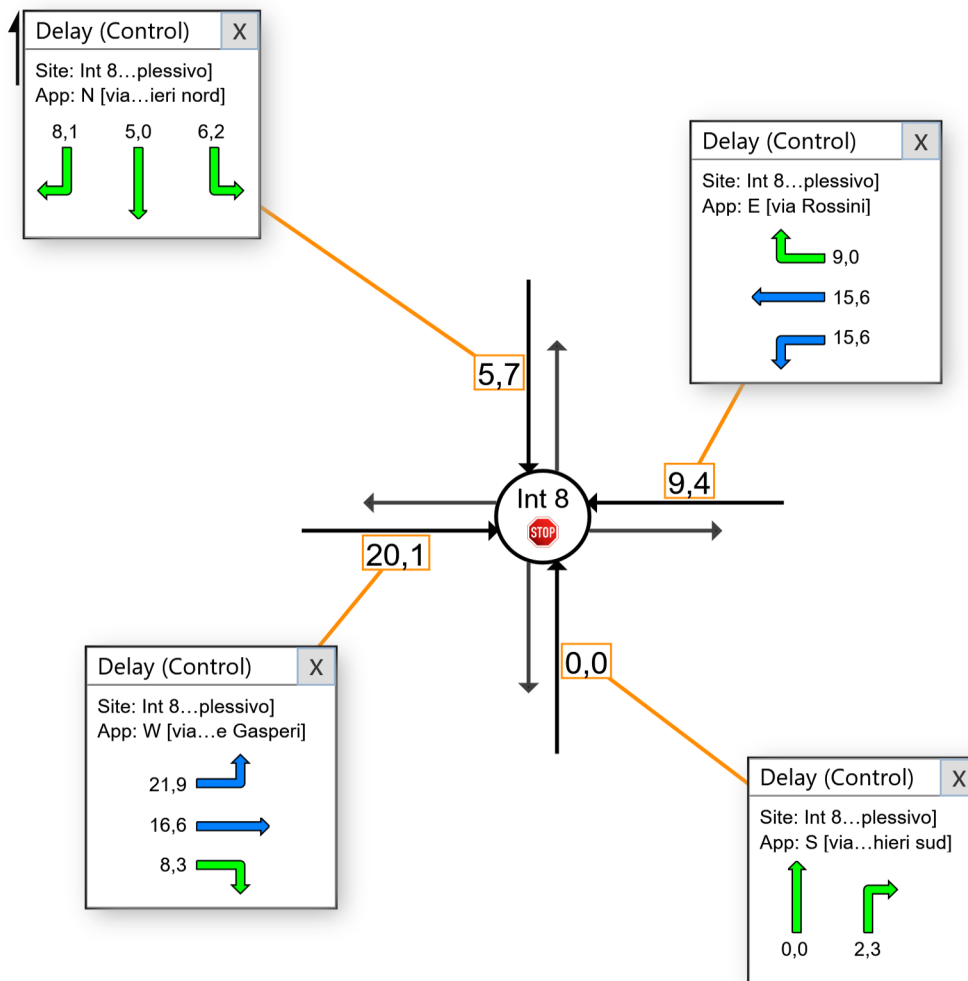 Delay (Control) X
Site: Int 8...plessivo]
App: N [via...ieri nord]
8,1 5,0 6,2
Delay (Control) X
Site: Int 8...plessivo]
App: E [via Rossini]
9,0
15,6
15,6
5,7
9,4
Int 8
STOP
20,1
0,0
Delay (Control) X
Site: Int 8...plessivo]
App: W [via...e Gasperi]
21,9
16,6
8,3
Delay (Control) X
Site: Int 8...plessivo]
App: S [via...hieri sud]
0,0 2,3